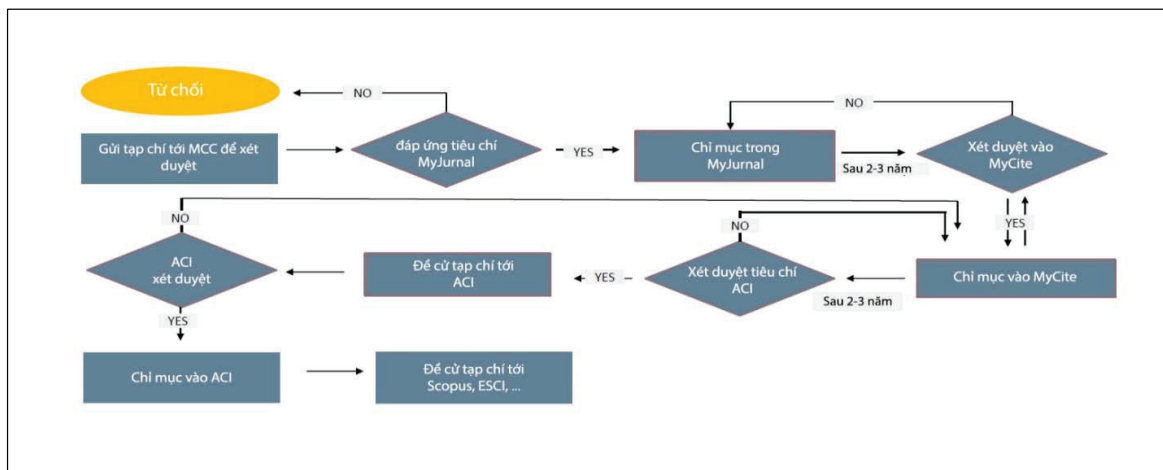 Từ chối
NO
NO
Gửi tạp chí tới MCC để xét
duyệt
đáp ứng tiêu chí
MyJurnal
YES
Chỉ mục trong
MyJurnal
Sau 2-3 năm
Xét duyệt vào
MyCite
YES
NO
NO
ACI
xét duyệt
Để cử tạp chí tới
ACI
YES
Xét duyệt tiêu chí
ACI
Sau 2-3 năm
Chỉ mục vào MyCite
YES
Chỉ mục vào ACI
Để cử tạp chí tới
Scopus, ESCI, ...